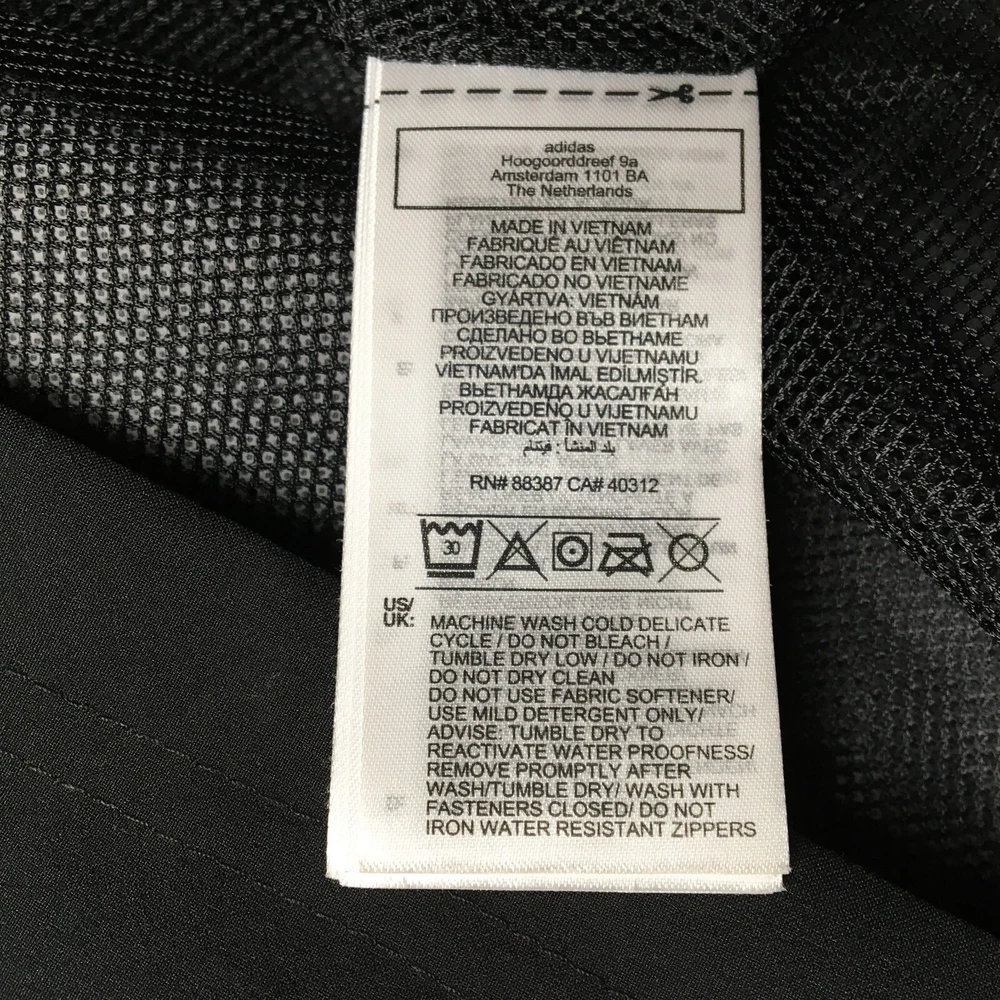 adidas
Hoogoorddreef 9a
Amsterdam 1101 BA
The Netherlands
MADE IN VIETNAM
FABRIQUÉ AU VIÊTNAM
FABRICADO EN VIETNAM
FABRICADO NO VIETNAME
GYÁRTVA: VIETNÁM
ПРОИЗВЕДЕНО ВЪВ ВИЕТНАМ
СДЕЛАНО ВО ВЬЕТНАМЕ
PROIZVEDENO U VIJETNAMU
VİETNAM'DA İMAL EDİLMİŞTİR.
ВЬЕТНАМДА ЖАСАЛҒАН
PROIZVEDENO U VIJETNAMU
FABRICAT ÎN VIETNAM
بلد المنشأ : فيتنام
RN# 88387 CA# 40312
30
US/
UK: MACHINE WASH COLD DELICATE
CYCLE / DO NOT BLEACH /
TUMBLE DRY LOW / DO NOT IRON /
DO NOT DRY CLEAN
DO NOT USE FABRIC SOFTENER/
USE MILD DETERGENT ONLY/
ADVISE: TUMBLE DRY TO
REACTIVATE WATER PROOFNESS/
REMOVE PROMPTLY AFTER
WASH/TUMBLE DRY/ WASH WITH
FASTENERS CLOSED/ DO NOT
IRON WATER RESISTANT ZIPPERS